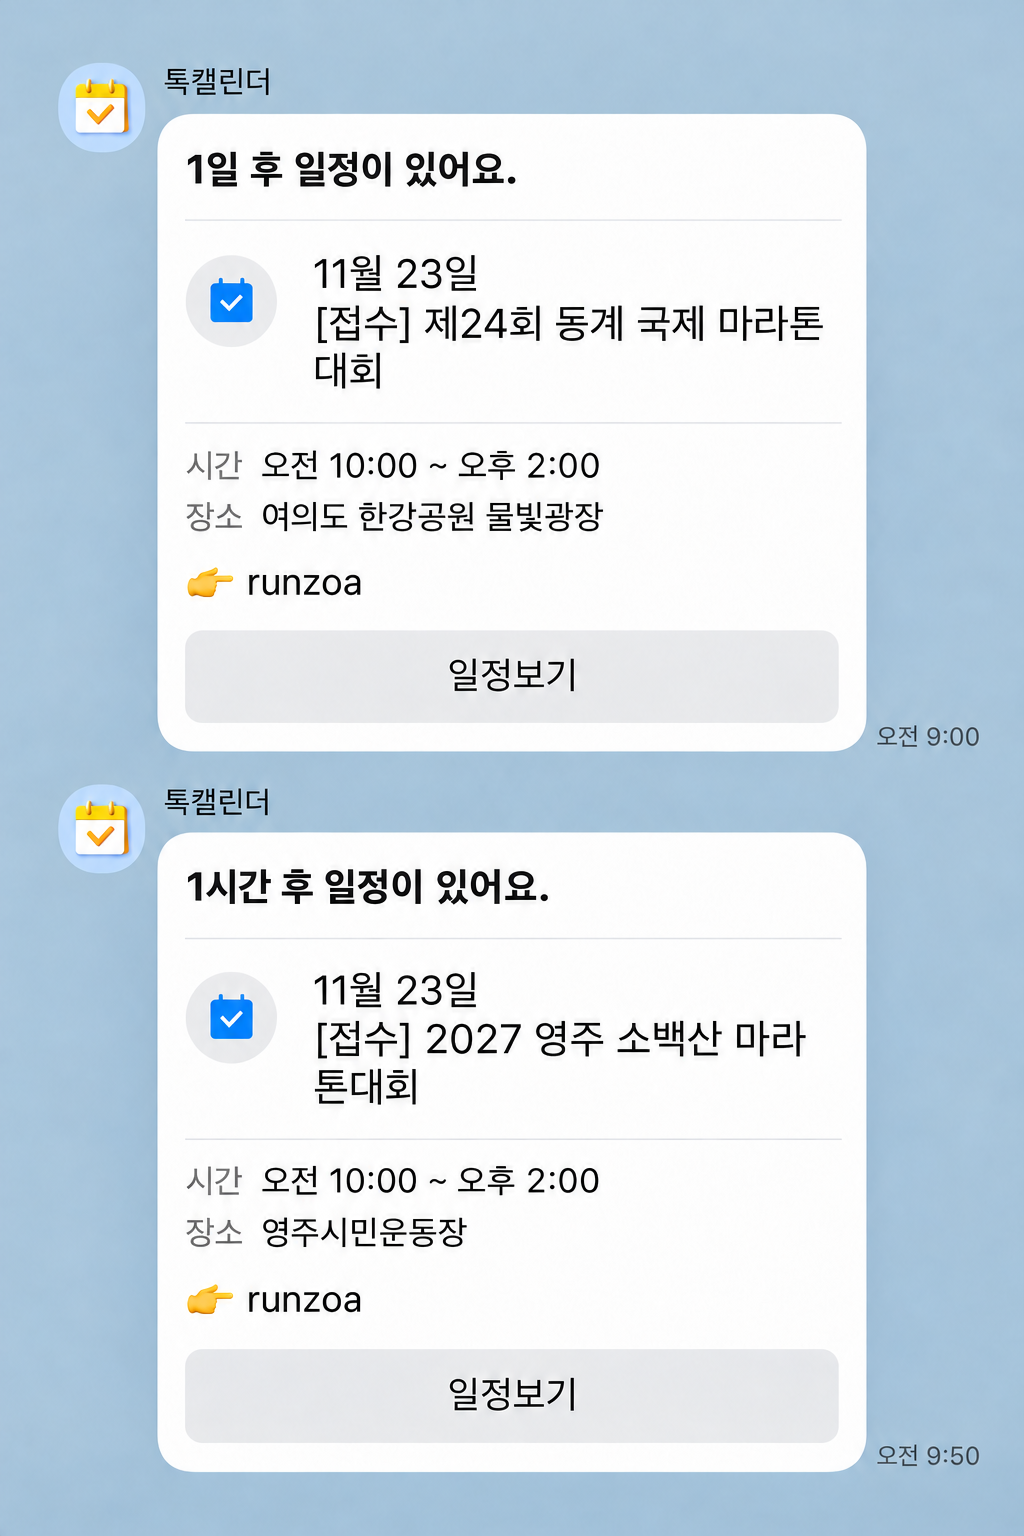 톡캘린더
1일 후 일정이 있어요.
11월 23일
[접수] 제24회 동계 국제 마라톤
대회
시간 오전 10:00 ~ 오후 2:00
장소 여의도 한강공원 물빛광장
👉 runzoa
일정보기
오전 9:00
톡캘린더
1시간 후 일정이 있어요.
11월 23일
[접수] 2027 영주 소백산 마라
톤대회
시간 오전 10:00 ~ 오후 2:00
장소 영주시민운동장
👉 runzoa
일정보기
오전 9:50